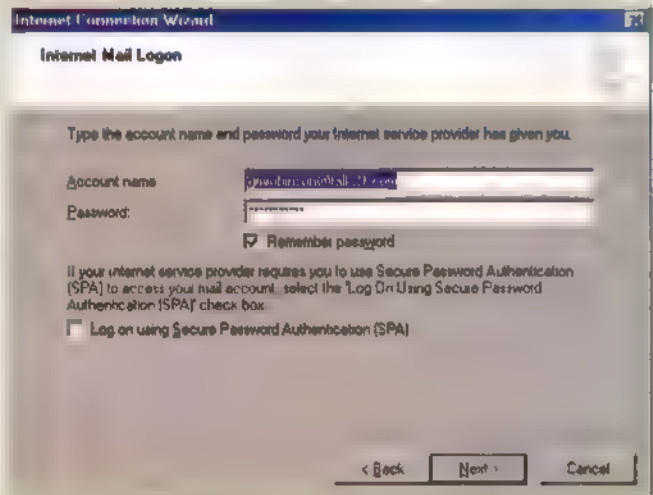 Internet Connection Wizard
Internet Mail Logon
Type the account name and password your Internet service provider has given you.
Account name
Password:
Remember password
If your internet service provider requires you to use Secure Password Authentication
(SPA) to access your mail account, select the 'Log On Using Secure Password
Authentication (SPA)' check box.
Log on using Secure Password Authentication (SPA)
< Back
Next >
Cancel